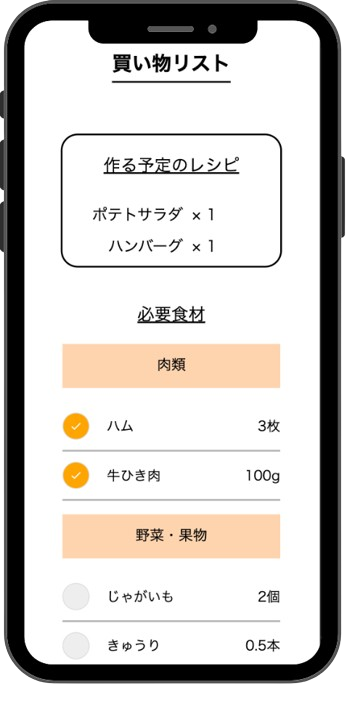 買い物リスト
作る予定のレシピ
ポテトサラダ × 1
ハンバーグ × 1
必要食材
肉類
ハム 3枚
牛ひき肉 100g
野菜・果物
じゃがいも 2個
きゅうり 0.5本